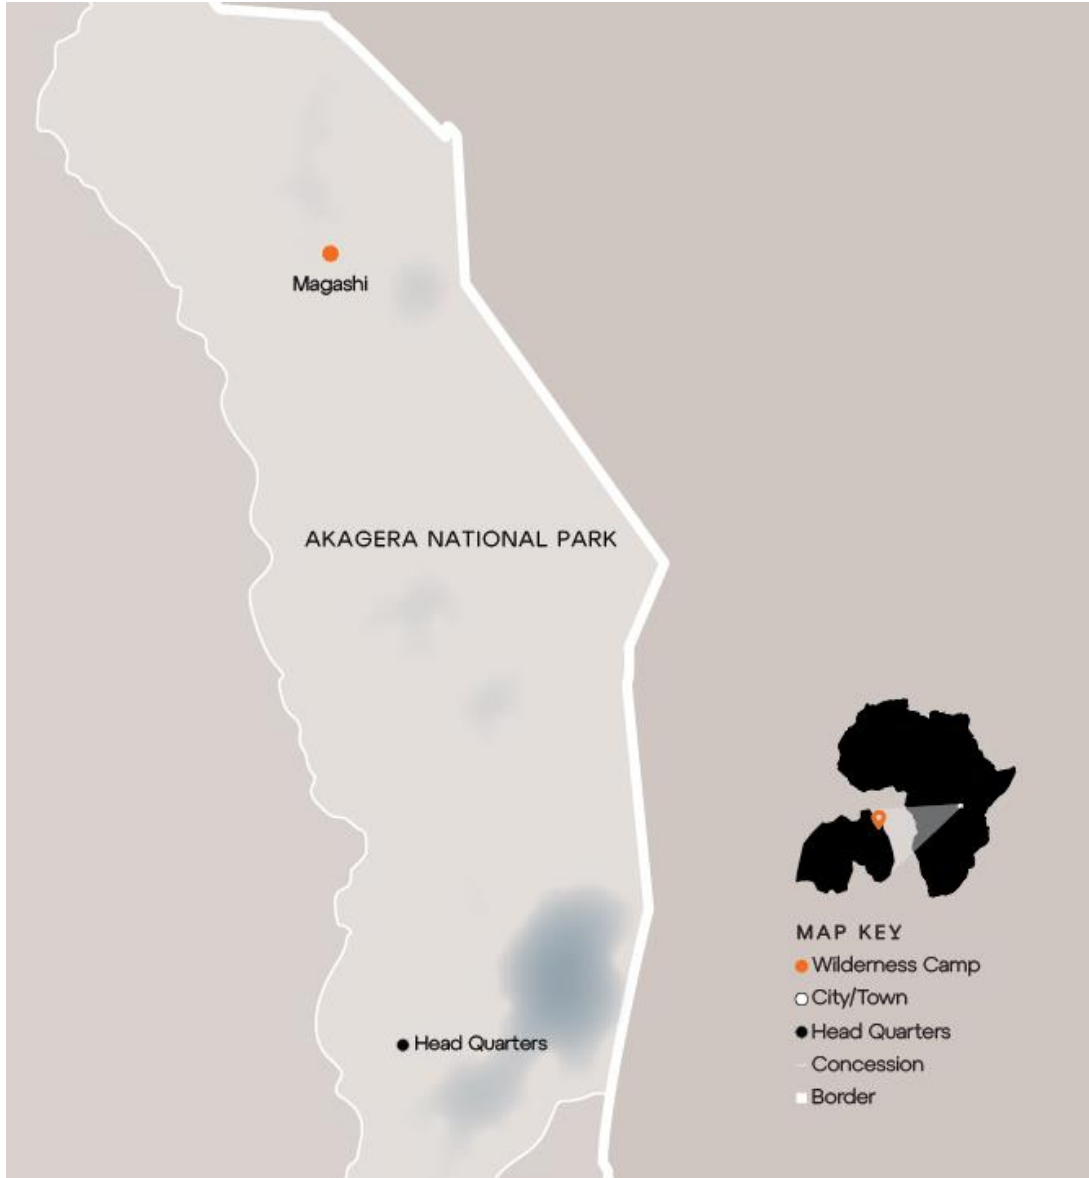 Magashi
AKAGERA NATIONAL PARK
Head Quarters
MAP KEY
Wilderness Camp
City/Town
Head Quarters
Concession
Border